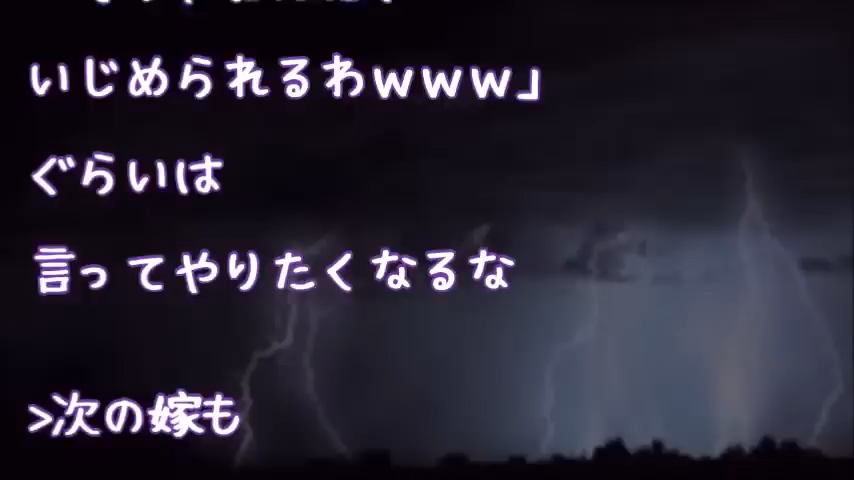 いじめられるわｗｗｗ」
ぐらいは
言ってやりたくなるな
>次の嫁も